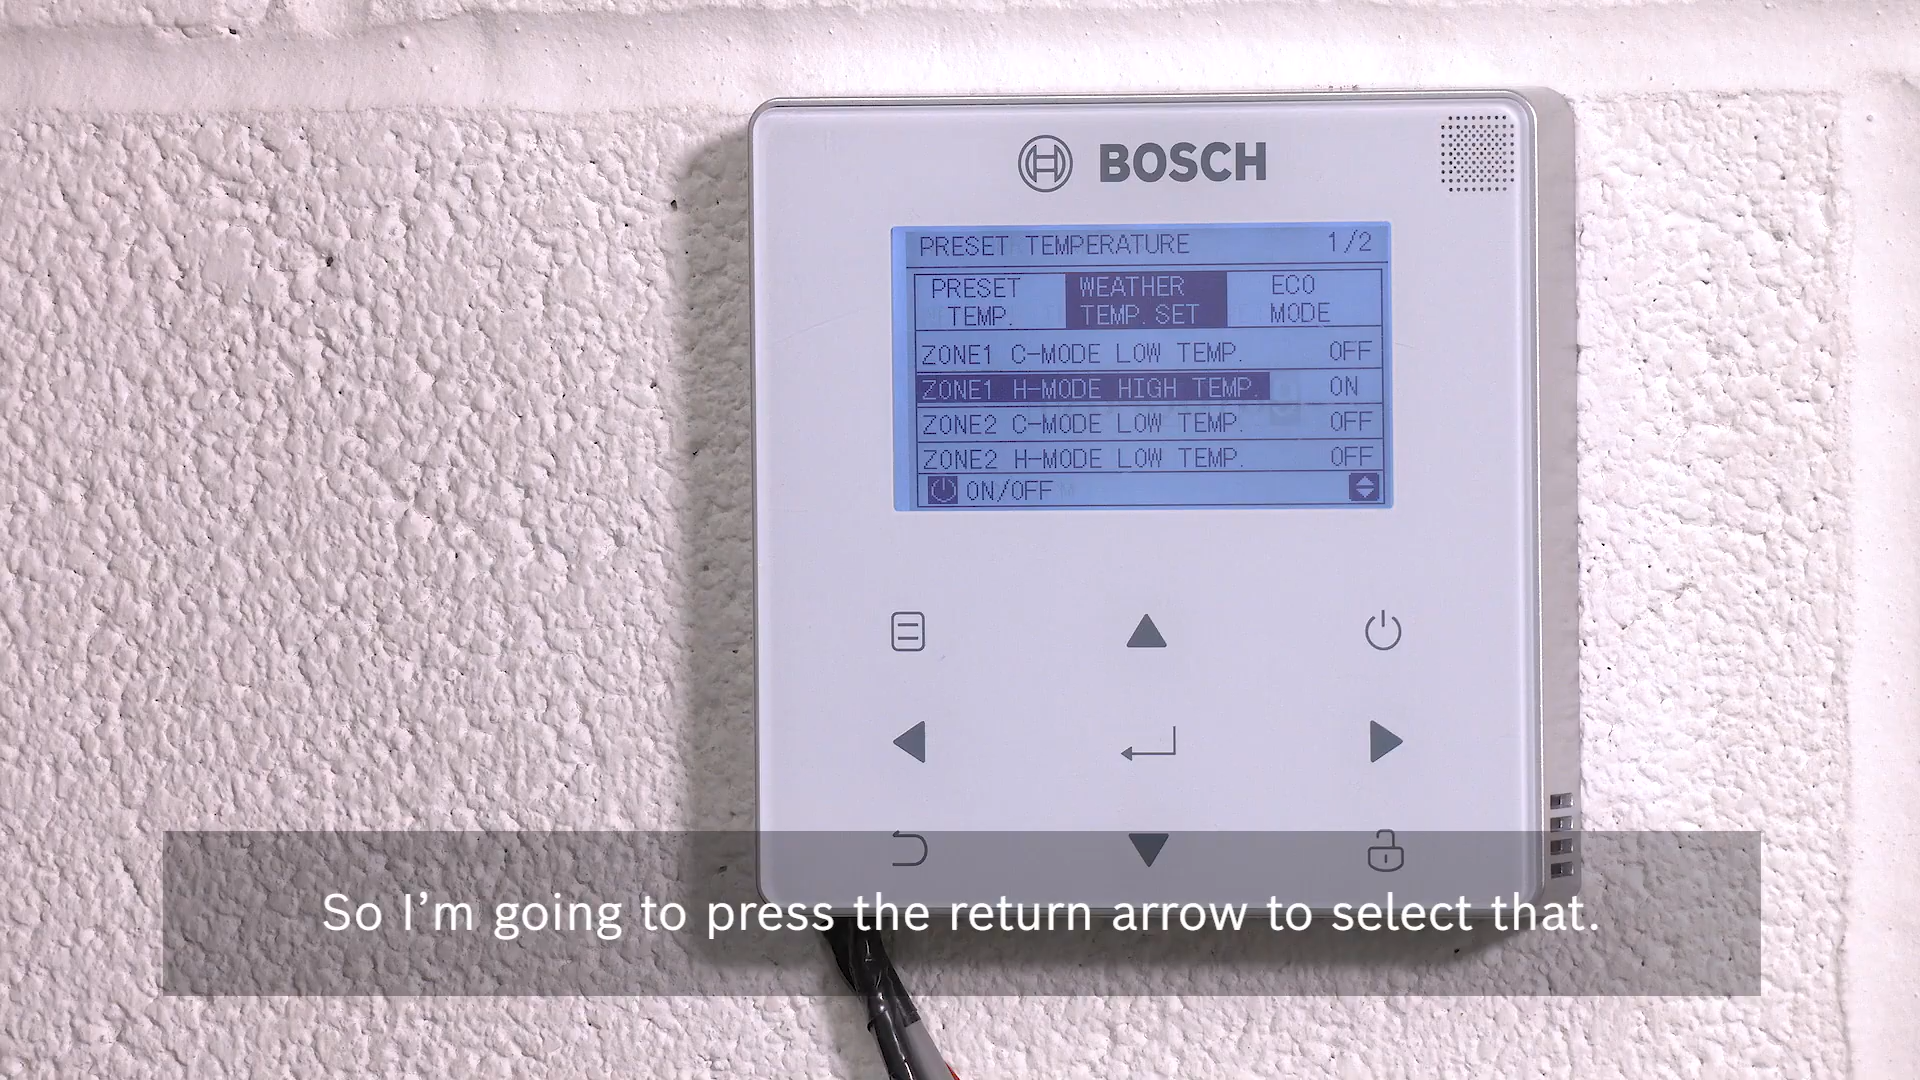 BOSCH
PRESET TEMPERATURE 1/2
PRESET TEMP. WEATHER TEMP. SET ECO MODE
ZONE1 C-MODE LOW TEMP. OFF
ZONE1 H-MODE HIGH TEMP. ON
ZONE2 C-MODE LOW TEMP. OFF
ZONE2 H-MODE LOW TEMP. OFF
ON/OFF
So I’m going to press the return arrow to select that.